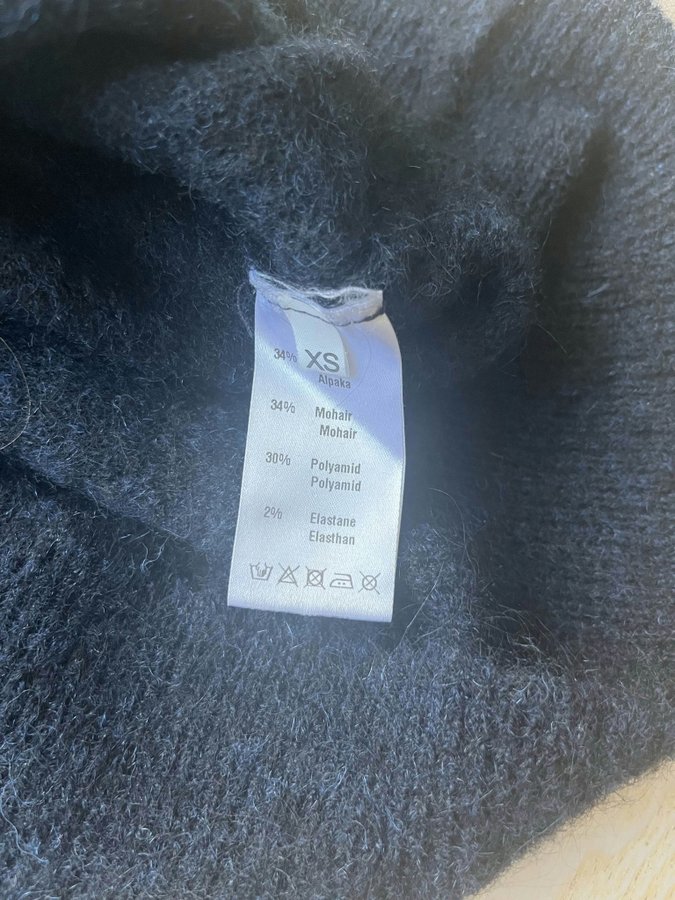 XS
34%
Alpaka
34% Mohair
Mohair
30% Polyamid
Polyamid
2% Elastane
Elasthan